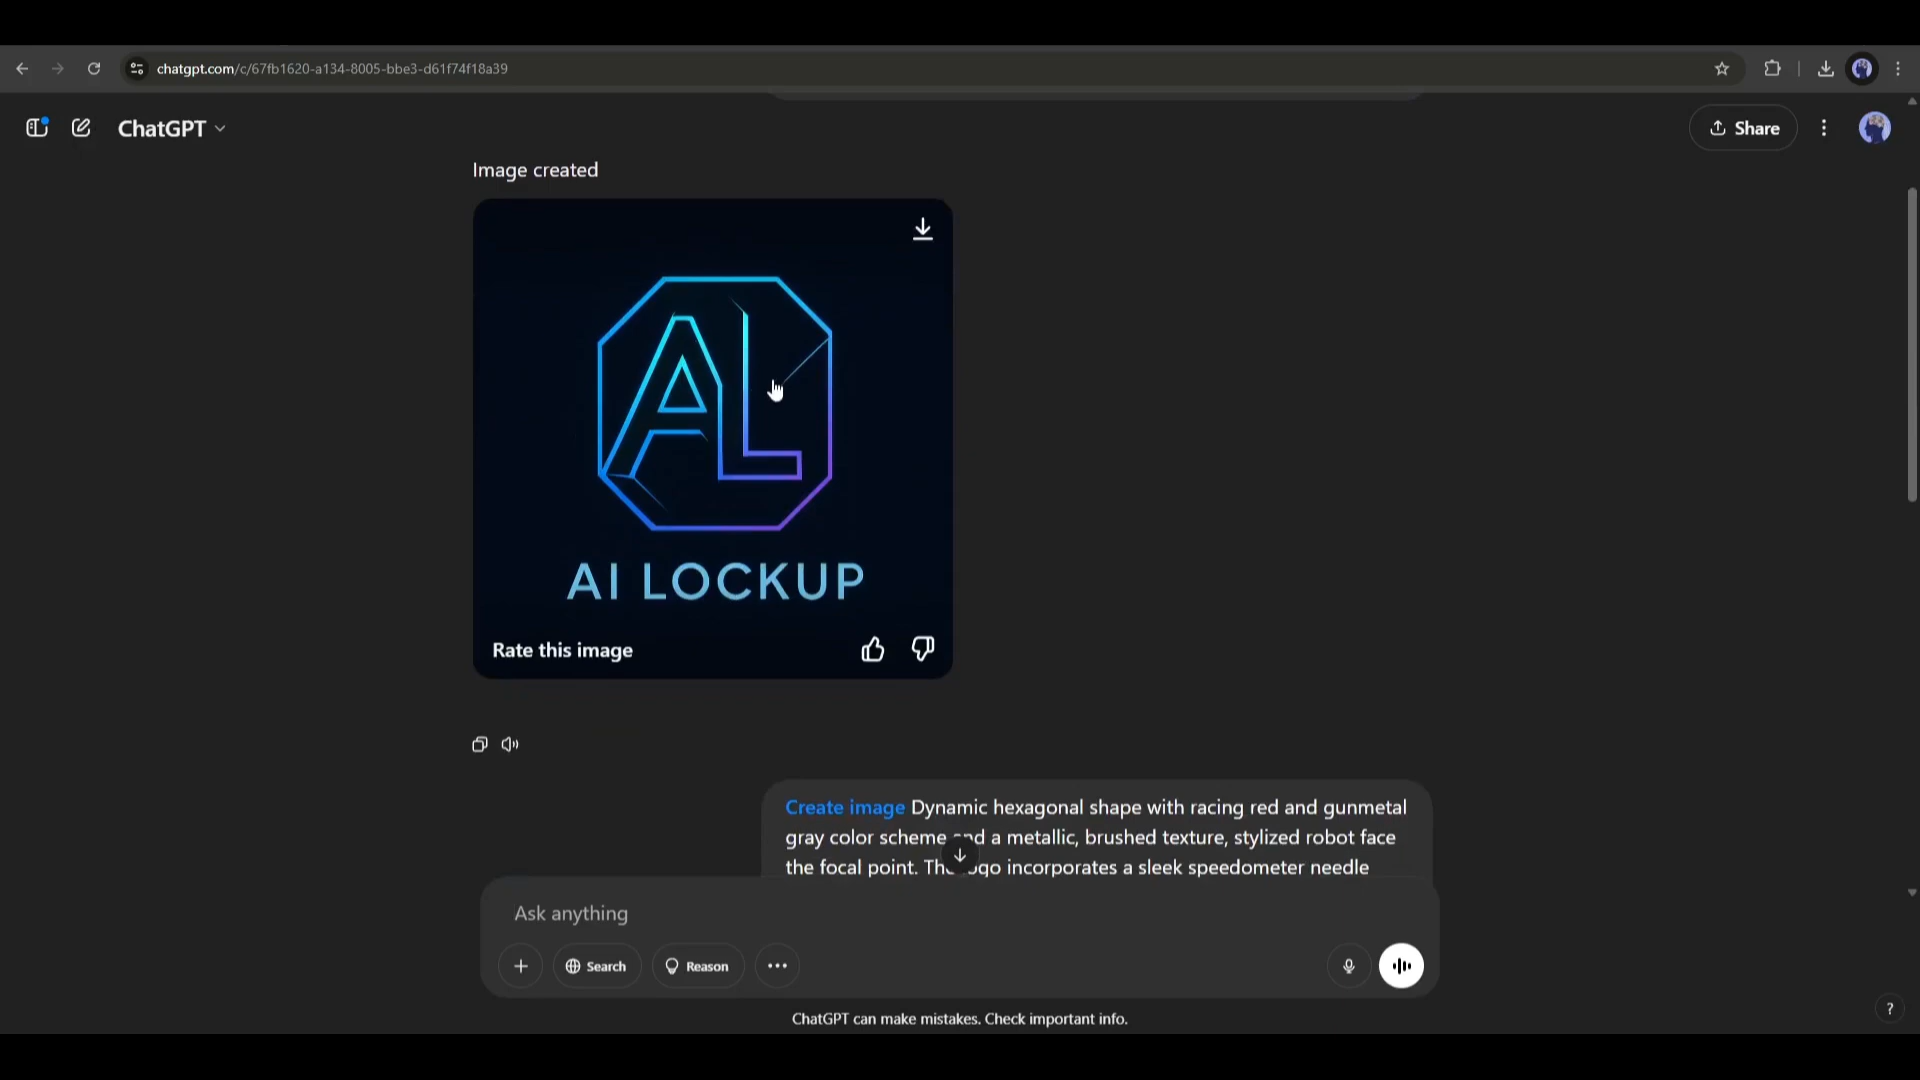 chatgpt.com/c/67fb1620-a134-8005-bbe3-d61f74f18a39
ChatGPT
Share
Image created
AL
AI LOCKUP
Rate this image
Create image Dynamic hexagonal shape with racing red and gunmetal
gray color scheme and a metallic, brushed texture, stylized robot face
the focal point. The logo incorporates a sleek speedometer needle
Ask anything
Search
Reason
ChatGPT can make mistakes. Check important info.
?